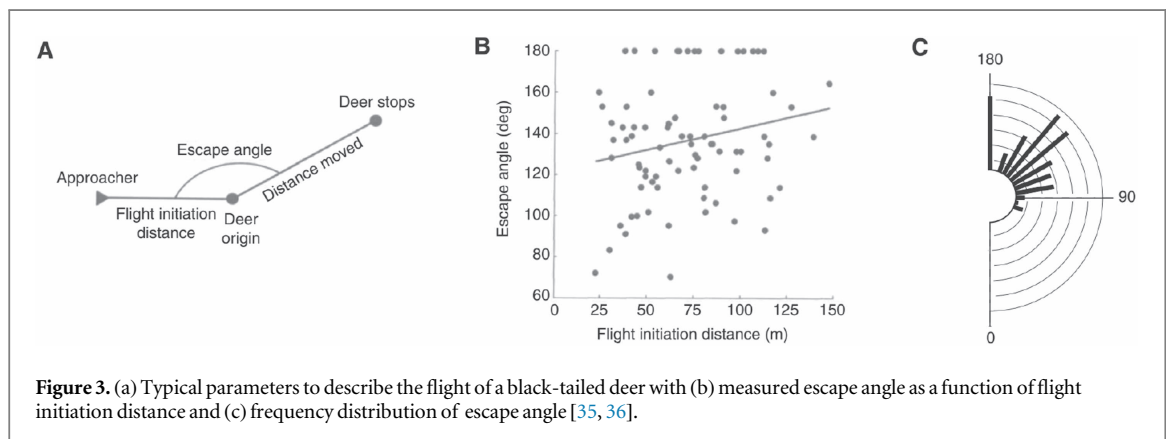 A
Approacher
Escape angle
Deer stops
Distance moved
Flight initiation
distance
Deer
origin
B
Escape angle (deg)
180
160
140
120
100
80
60
0
25
50
75
100
125
150
Flight initiation distance (m)
C
180
90
0
Figure 3. (a) Typical parameters to describe the flight of a black-tailed deer with (b) measured escape angle as a function of flight
initiation distance and (c) frequency distribution of escape angle [35, 36].